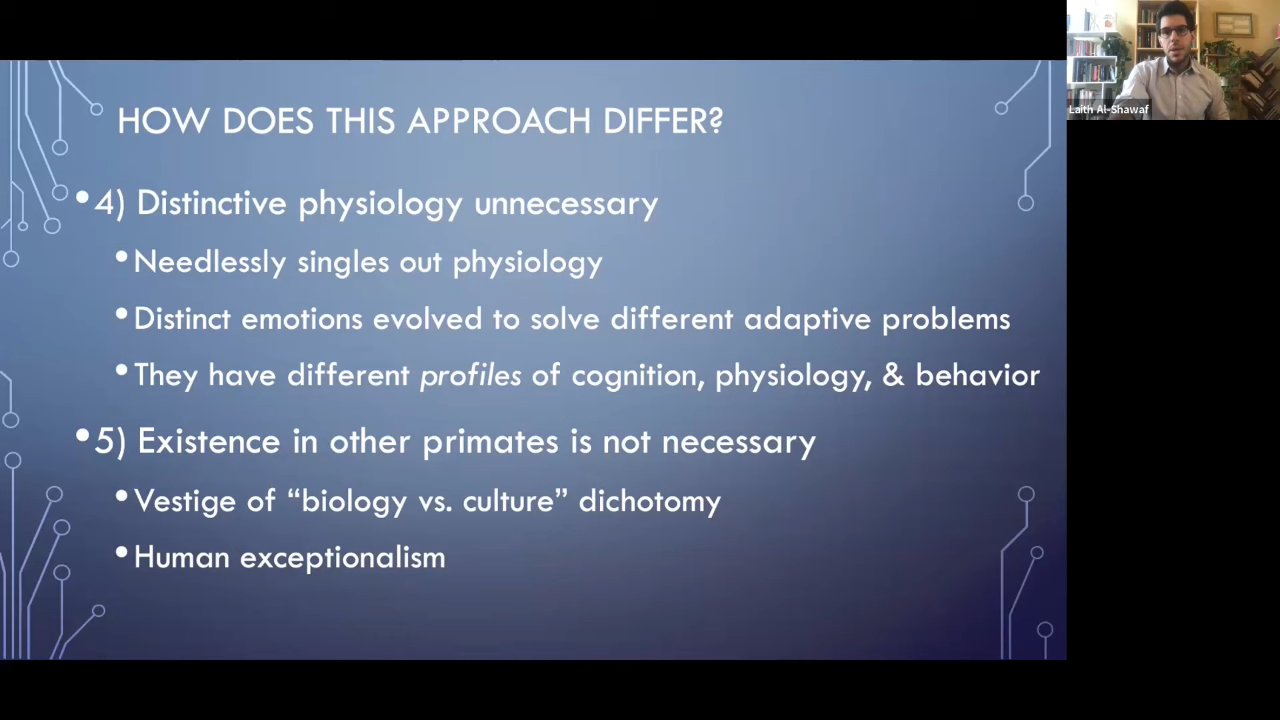 HOW DOES THIS APPROACH DIFFER?
•4) Distinctive physiology unnecessary
•Needlessly singles out physiology
•Distinct emotions evolved to solve different adaptive problems
•They have different profiles of cognition, physiology, & behavior
•5) Existence in other primates is not necessary
•Vestige of “biology vs. culture” dichotomy
•Human exceptionalism
Laith Al-Shawaf